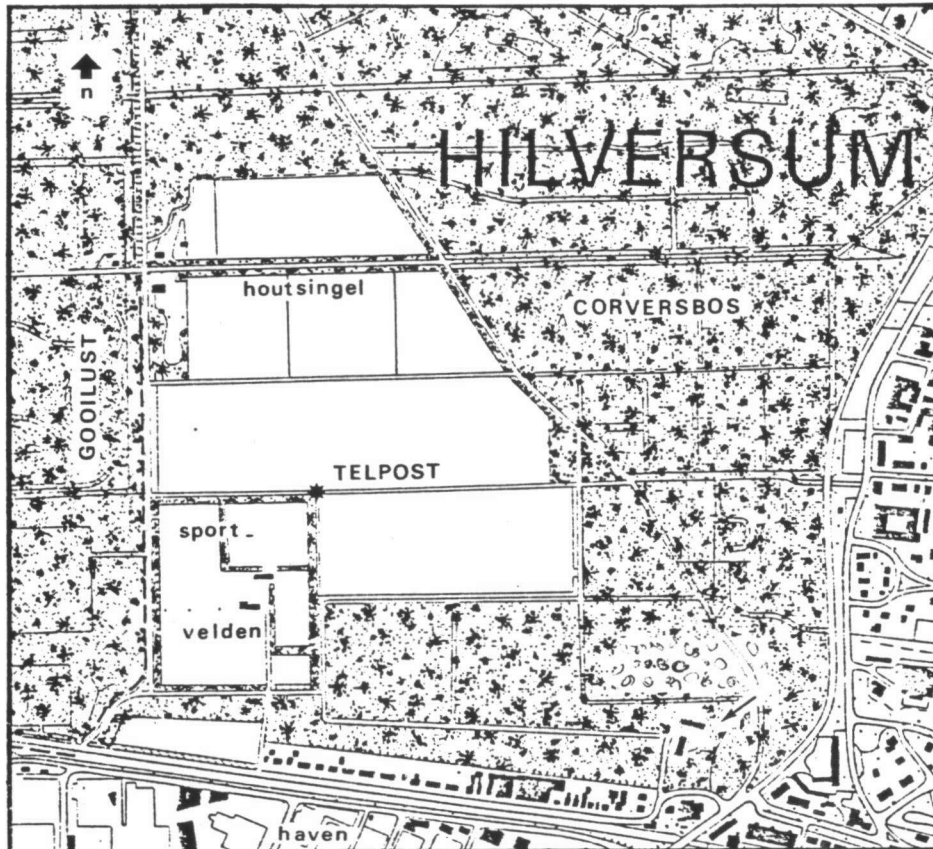 n
HILVERSUM
houtsingel
CORVERSBOS
GOOILUST
TELPOST
sport-
velden
haven